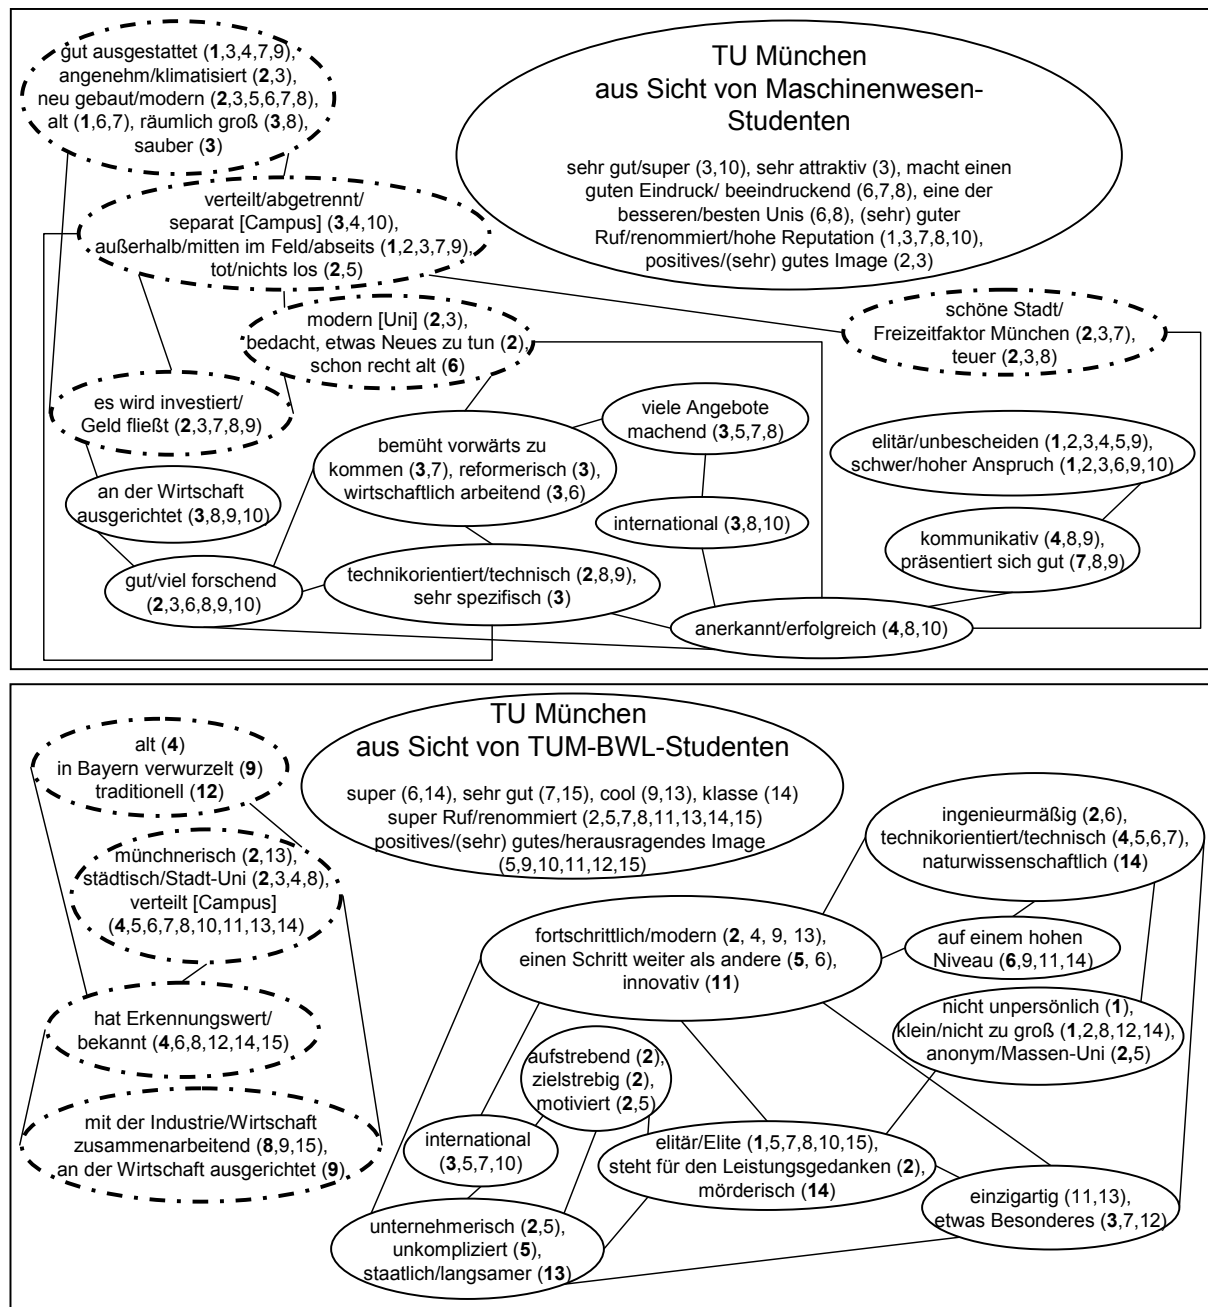 gut ausgestattet (1,3,4,7,9),
angenehm/klimatisiert (2,3),
neu gebaut/modern (2,3,5,6,7,8),
alt (1,6,7), räumlich groß (3,8),
sauber (3)
TU München
aus Sicht von Maschinenwesen-
Studenten
sehr gut/super (3,10), sehr attraktiv (3), macht einen
guten Eindruck/ beeindruckend (6,7,8), eine der
besseren/besten Unis (6,8), (sehr) guter
Ruf/renommiert/hohe Reputation (1,3,7,8,10),
positives/(sehr) gutes Image (2,3)
verteilt/abgetrennt/
separat [Campus] (3,4,10),
außerhalb/mitten im Feld/abseits (1,2,3,7,9),
tot/nichts los (2,5)
modern [Uni] (2,3),
bedacht, etwas Neues zu tun (2),
schon recht alt (6)
schöne Stadt/
Freizeitfaktor München (2,3,7),
teuer (2,3,8)
es wird investiert/
Geld fließt (2,3,7,8,9)
bemüht vorwärts zu
kommen (3,7), reformerisch (3),
wirtschaftlich arbeitend (3,6)
viele Angebote
machend (3,5,7,8)
elitär/unbescheiden (1,2,3,4,5,9),
schwer/hoher Anspruch (1,2,3,6,9,10)
an der Wirtschaft
ausgerichtet (3,8,9,10)
international (3,8,10)
kommunikativ (4,8,9),
präsentiert sich gut (7,8,9)
gut/viel forschend
(2,3,6,8,9,10)
technikorientiert/technisch (2,8,9),
sehr spezifisch (3)
anerkannt/erfolgreich (4,8,10)
TU München
aus Sicht von TUM-BWL-Studenten
super (6,14), sehr gut (7,15), cool (9,13), klasse (14)
super Ruf/renommiert (2,5,7,8,11,13,14,15)
positives/(sehr) gutes/herausragendes Image
(5,9,10,11,12,15)
alt (4)
in Bayern verwurzelt (9)
traditionell (12)
ingenieurmäßig (2,6),
technikorientiert/technisch (4,5,6,7),
naturwissenschaftlich (14)
münchnerisch (2,13),
städtisch/Stadt-Uni (2,3,4,8),
verteilt [Campus]
(4,5,6,7,8,10,11,13,14)
fortschrittlich/modern (2, 4, 9, 13),
einen Schritt weiter als andere (5, 6),
innovativ (11)
auf einem hohen
Niveau (6,9,11,14)
hat Erkennungswert/
bekannt (4,6,8,12,14,15)
nicht unpersönlich (1),
klein/nicht zu groß (1,2,8,12,14),
anonym/Massen-Uni (2,5)
aufstrebend (2),
zielstrebig (2),
motiviert (2,5)
mit der Industrie/Wirtschaft
zusammenarbeitend (8,9,15),
an der Wirtschaft ausgerichtet (9)
international
(3,5,7,10)
elitär/Elite (1,5,7,8,10,15),
steht für den Leistungsgedanken (2),
mörderisch (14)
einzigartig (11,13),
etwas Besonderes (3,7,12)
unternehmerisch (2,5),
unkompliziert (5),
staatlich/langsamer (13)